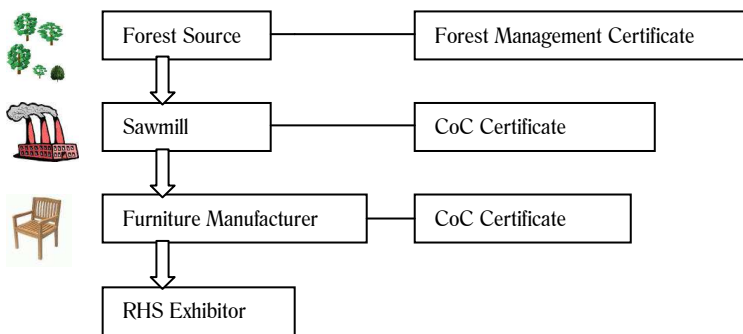 Forest Source
Forest Management Certificate
Sawmill
CoC Certificate
Furniture Manufacturer
CoC Certificate
RHS Exhibitor